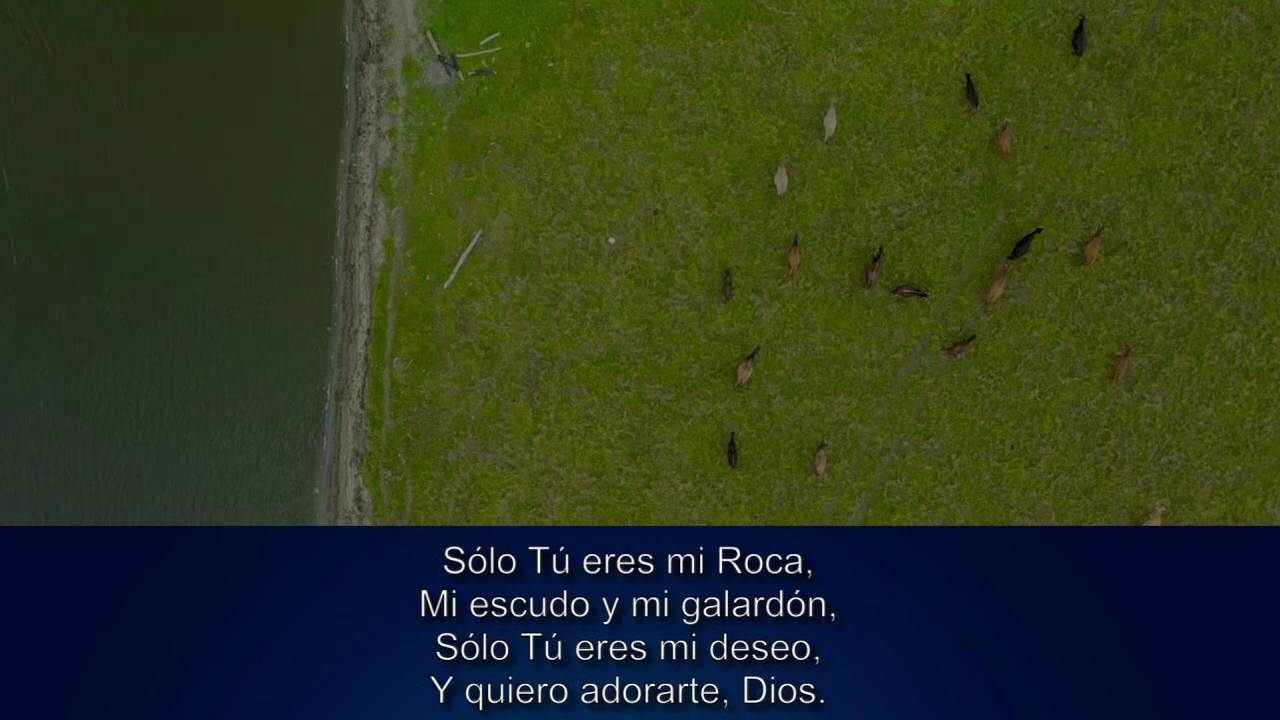 Sólo Tú eres mi Roca,
Mi escudo y mi galardón,
Sólo Tú eres mi deseo,
Y quiero adorarte, Dios.